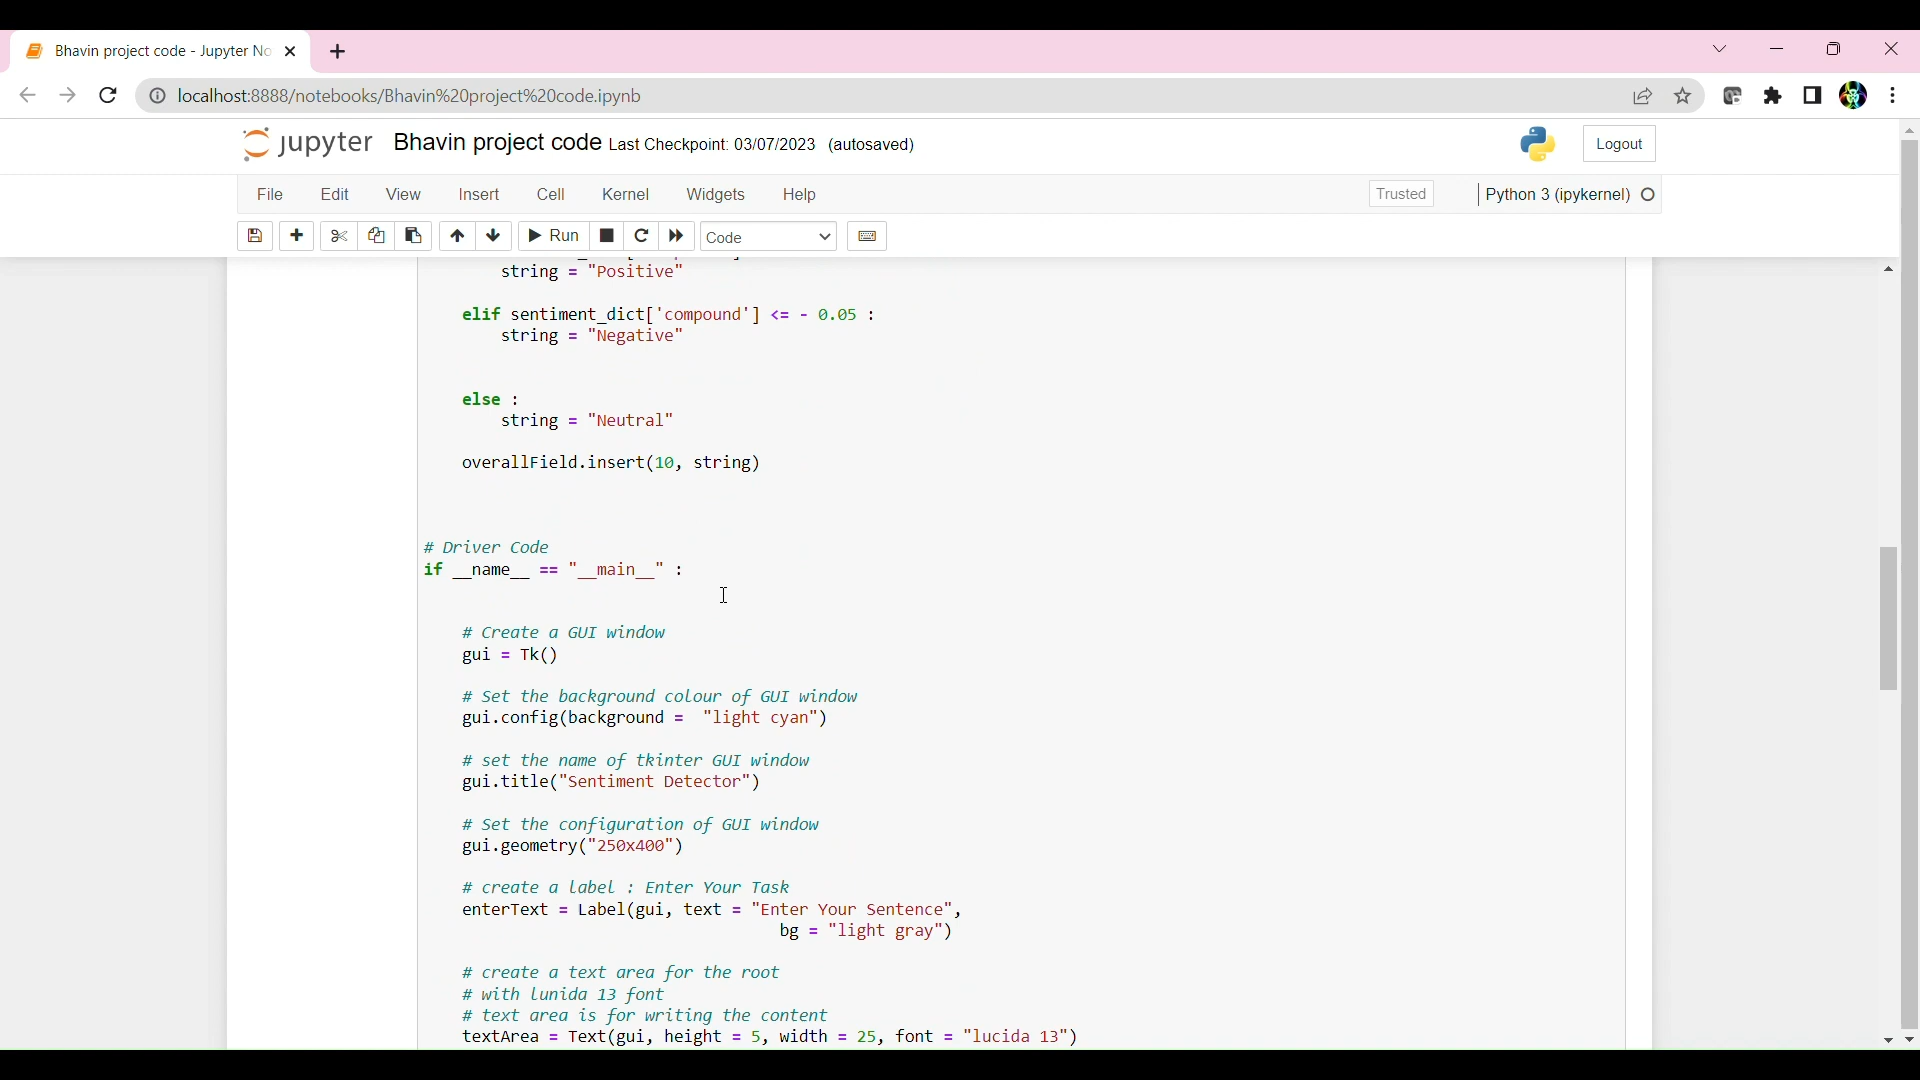 Bhavin project code - Jupyter No
localhost:8888/notebooks/Bhavin%20project%20code.ipynb
jupyter Bhavin project code Last Checkpoint: 03/07/2023 (autosaved)
Logout
File Edit View Insert Cell Kernel Widgets Help
Trusted
Python 3 (ipykernel)
Run
Code
string = "Positive"
elif sentiment_dict['compound'] <= - 0.05 :
string = "Negative"
else :
string = "Neutral"
overallField.insert(10, string)
# Driver Code
if __name__ == "__main__" :
# Create a GUI window
gui = Tk()
# Set the background colour of GUI window
gui.config(background = "light cyan")
# set the name of tkinter GUI window
gui.title("Sentiment Detector")
# Set the configuration of GUI window
gui.geometry("250x400")
# create a label : Enter Your Task
enterText = Label(gui, text = "Enter Your Sentence",
bg = "light gray")
# create a text area for the root
# with lunida 13 font
# text area is for writing the content
textArea = Text(gui, height = 5, width = 25, font = "lucida 13")